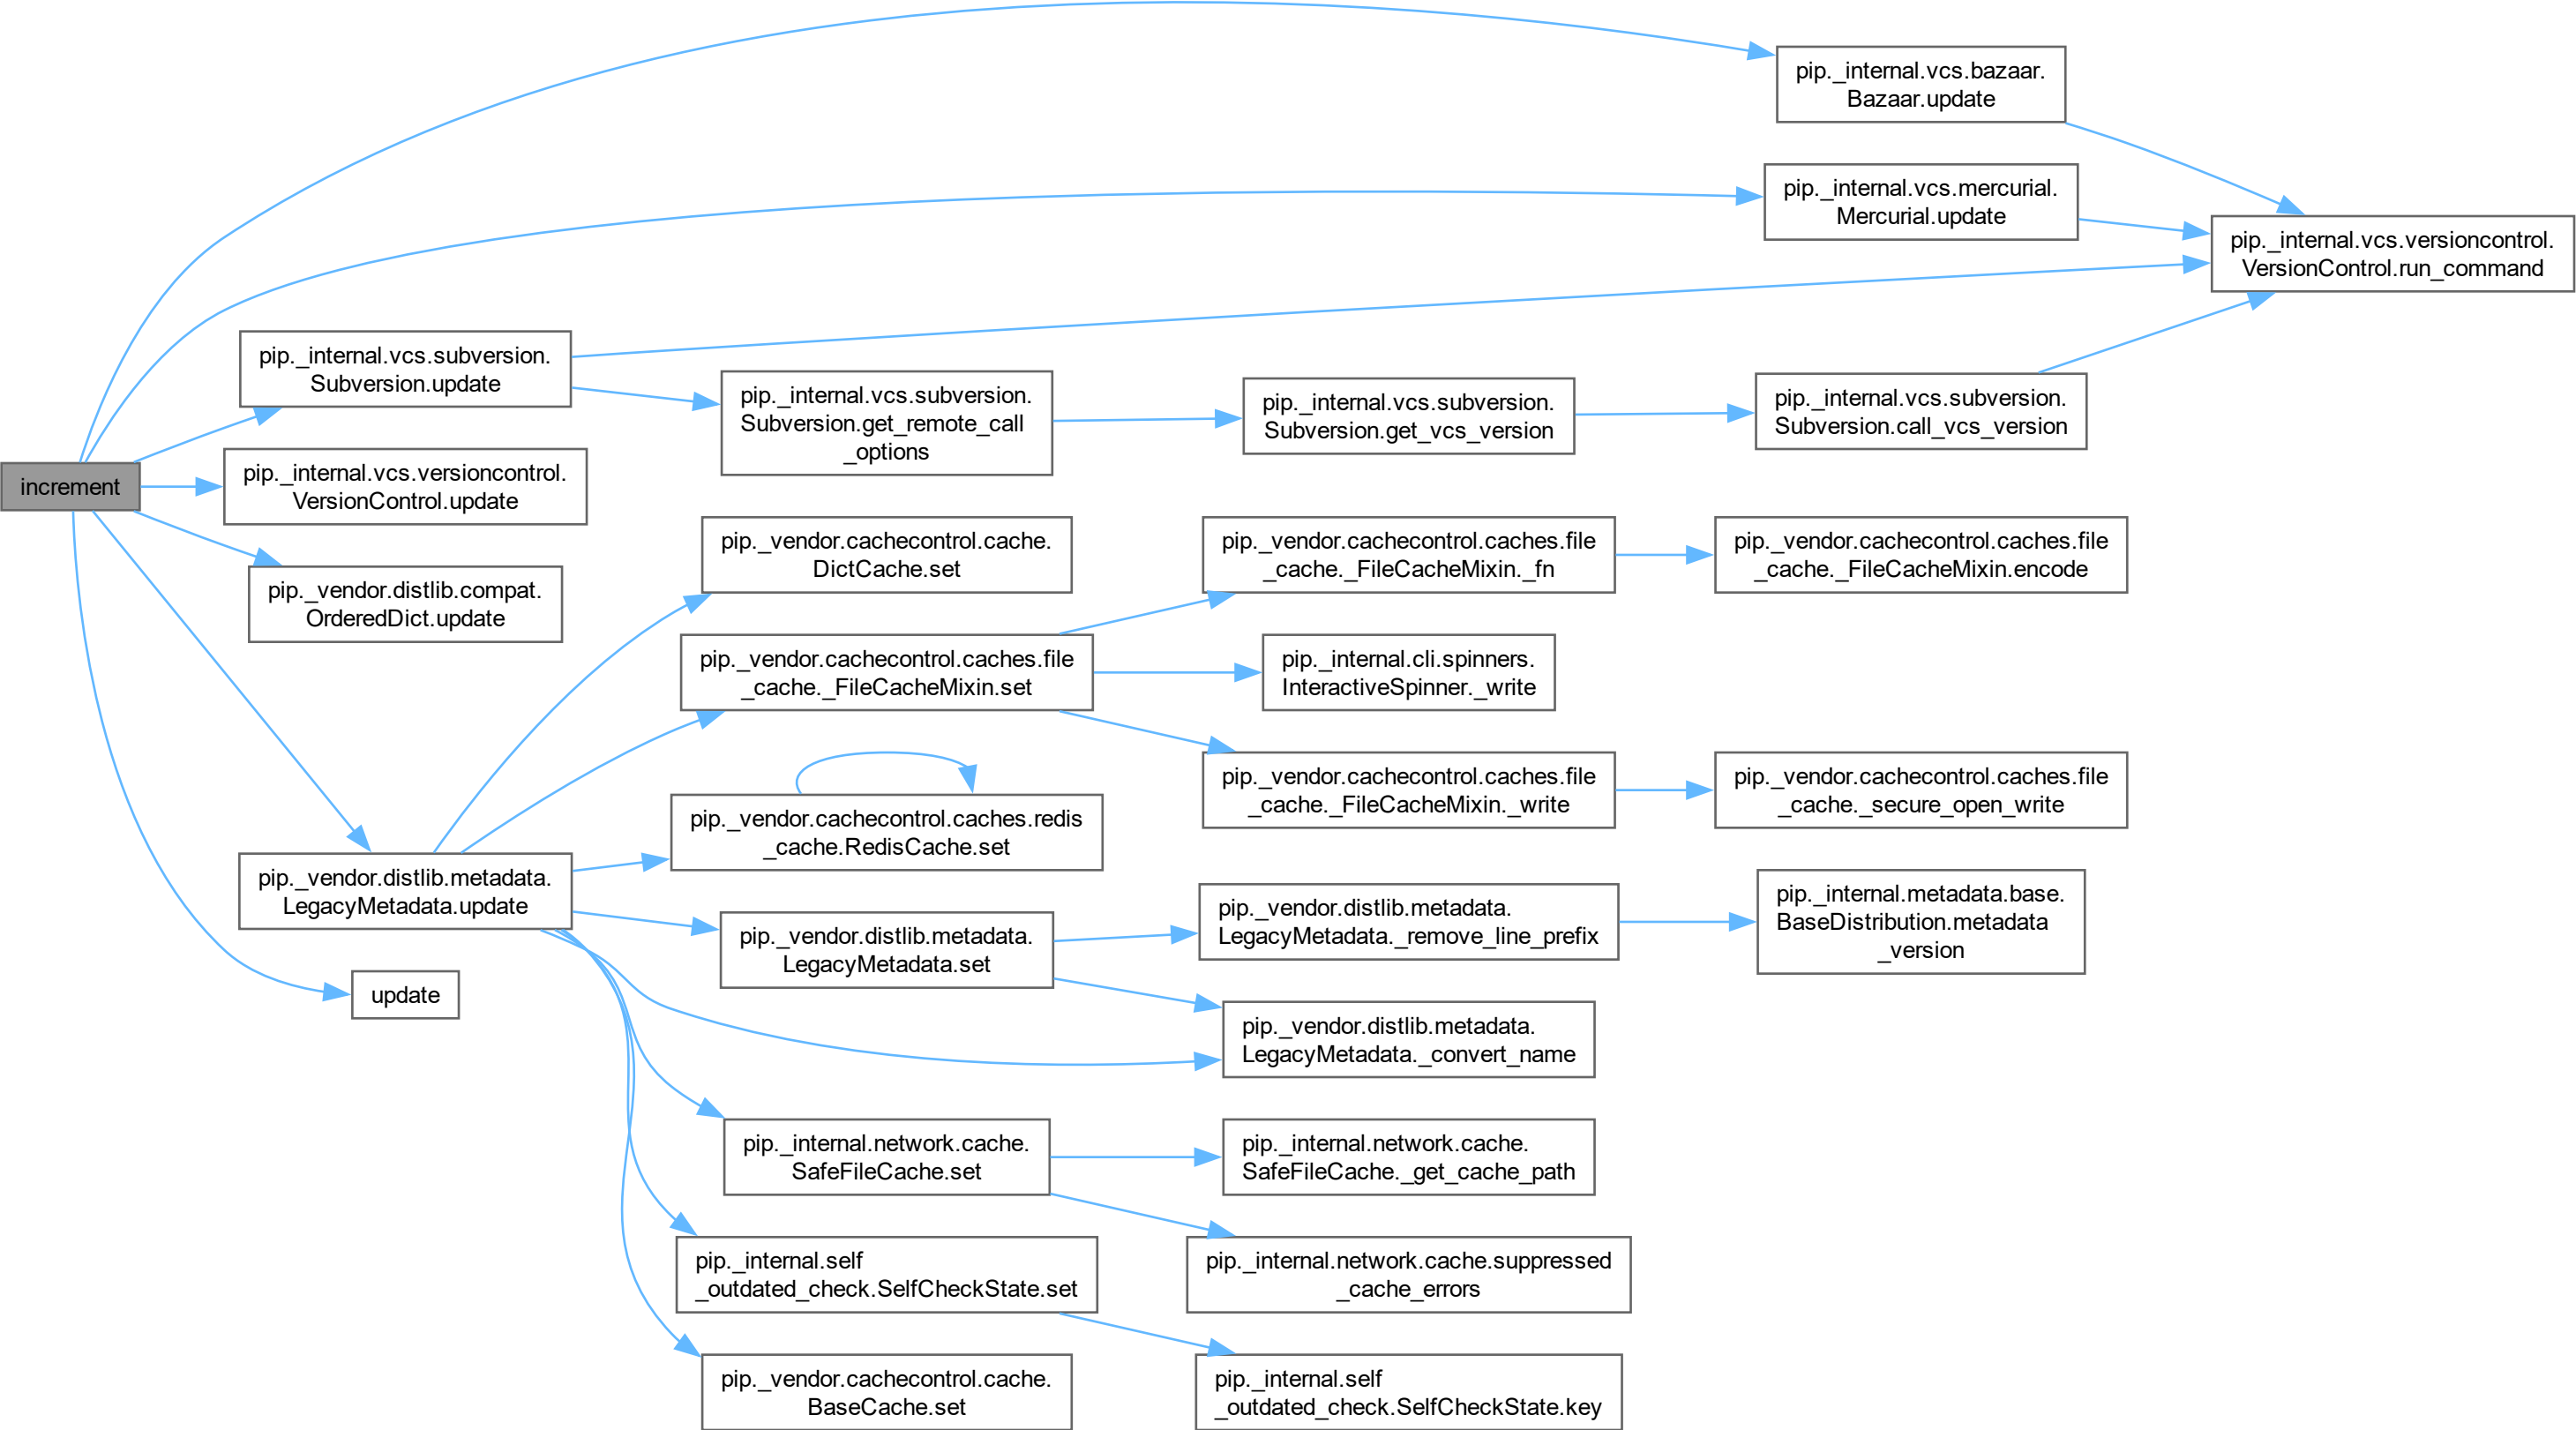 increment
pip._internal.vcs.bazaar.
Bazaar.update
pip._internal.vcs.mercurial.
Mercurial.update
pip._internal.vcs.versioncontrol.
VersionControl.run_command
pip._internal.vcs.subversion.
Subversion.update
pip._internal.vcs.subversion.
Subversion.get_remote_call
_options
pip._internal.vcs.subversion.
Subversion.get_vcs_version
pip._internal.vcs.subversion.
Subversion.call_vcs_version
pip._internal.vcs.versioncontrol.
VersionControl.update
pip._vendor.distlib.compat.
OrderedDict.update
pip._vendor.distlib.metadata.
LegacyMetadata.update
update
pip._vendor.cachecontrol.cache.
DictCache.set
pip._vendor.cachecontrol.caches.file
_cache._FileCacheMixin.set
pip._vendor.cachecontrol.caches.file
_cache._FileCacheMixin._fn
pip._vendor.cachecontrol.caches.file
_cache._FileCacheMixin.encode
pip._internal.cli.spinners.
InteractiveSpinner._write
pip._vendor.cachecontrol.caches.file
_cache._FileCacheMixin._write
pip._vendor.cachecontrol.caches.file
_cache._secure_open_write
pip._vendor.cachecontrol.caches.redis
_cache.RedisCache.set
pip._vendor.distlib.metadata.
LegacyMetadata.set
pip._vendor.distlib.metadata.
LegacyMetadata._remove_line_prefix
pip._internal.metadata.base.
BaseDistribution.metadata
_version
pip._vendor.distlib.metadata.
LegacyMetadata._convert_name
pip._internal.network.cache.
SafeFileCache.set
pip._internal.network.cache.
SafeFileCache._get_cache_path
pip._internal.network.cache.suppressed
_cache_errors
pip._internal.self
_outdated_check.SelfCheckState.set
pip._internal.self
_outdated_check.SelfCheckState.key
pip._vendor.cachecontrol.cache.
BaseCache.set